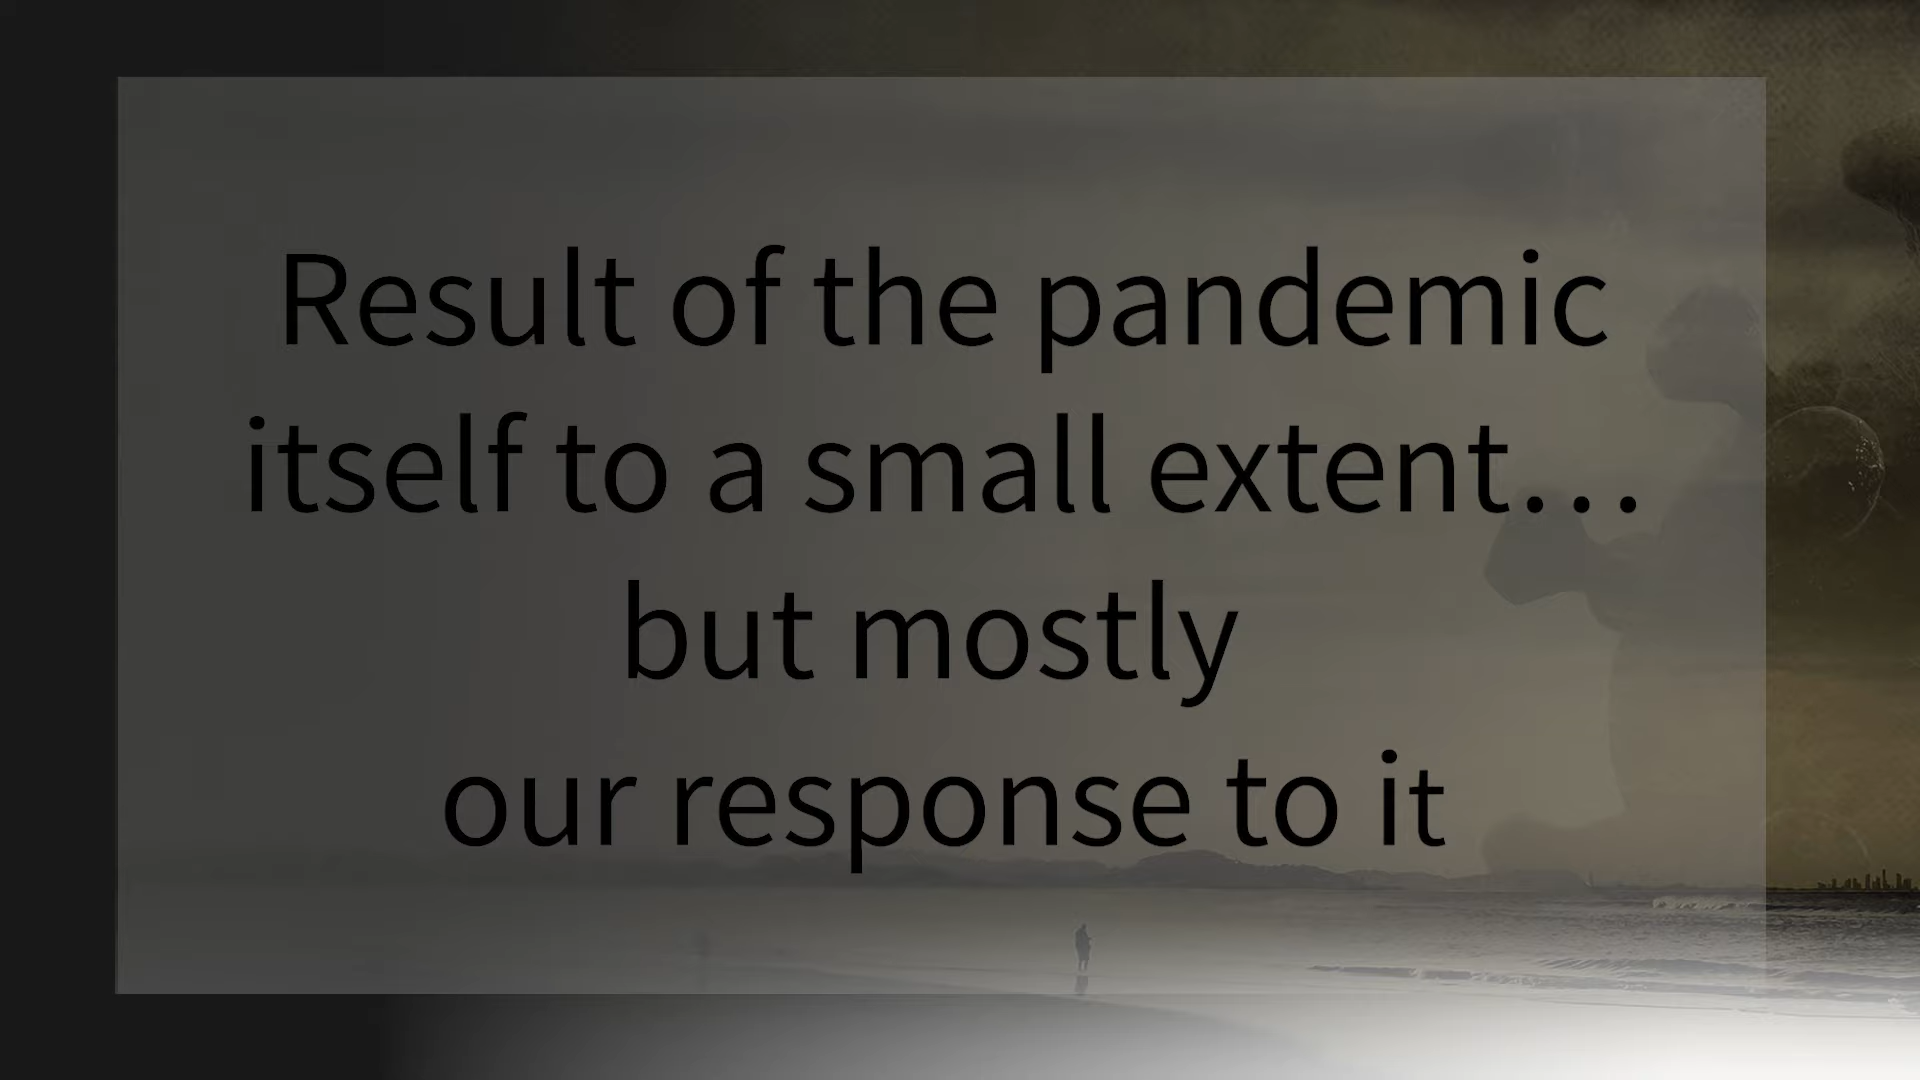 Result of the pandemic
itself to a small extent…
but mostly
our response to it